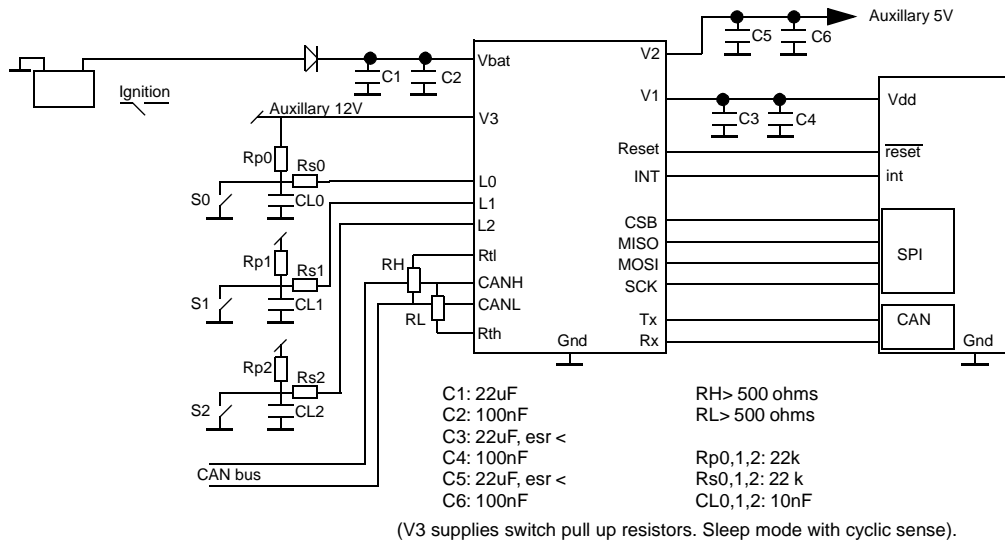 Auxillary 5V
C5
C6
V2
Vbat
C1
C2
Ignition
V1
Vdd
C3
C4
Auxillary 12V
V3
Reset
reset
Rp0
Rs0
INT
int
L0
S0
CL0
L1
CSB
L2
MISO
SPI
Rp1
Rs1
MOSI
Rtl
RH
CANH
SCK
S1
CL1
CANL
RL
Tx
CAN
Rth
Rx
Gnd
Gnd
Rp2
Rs2
S2
CL2
CAN bus
C1: 22uF
C2: 100nF
C3: 22uF, esr <
C4: 100nF
C5: 22uF, esr <
C6: 100nF
RH> 500 ohms
RL> 500 ohms
Rp0,1,2: 22k
Rs0,1,2: 22 k
CL0,1,2: 10nF
(V3 supplies switch pull up resistors. Sleep mode with cyclic sense).